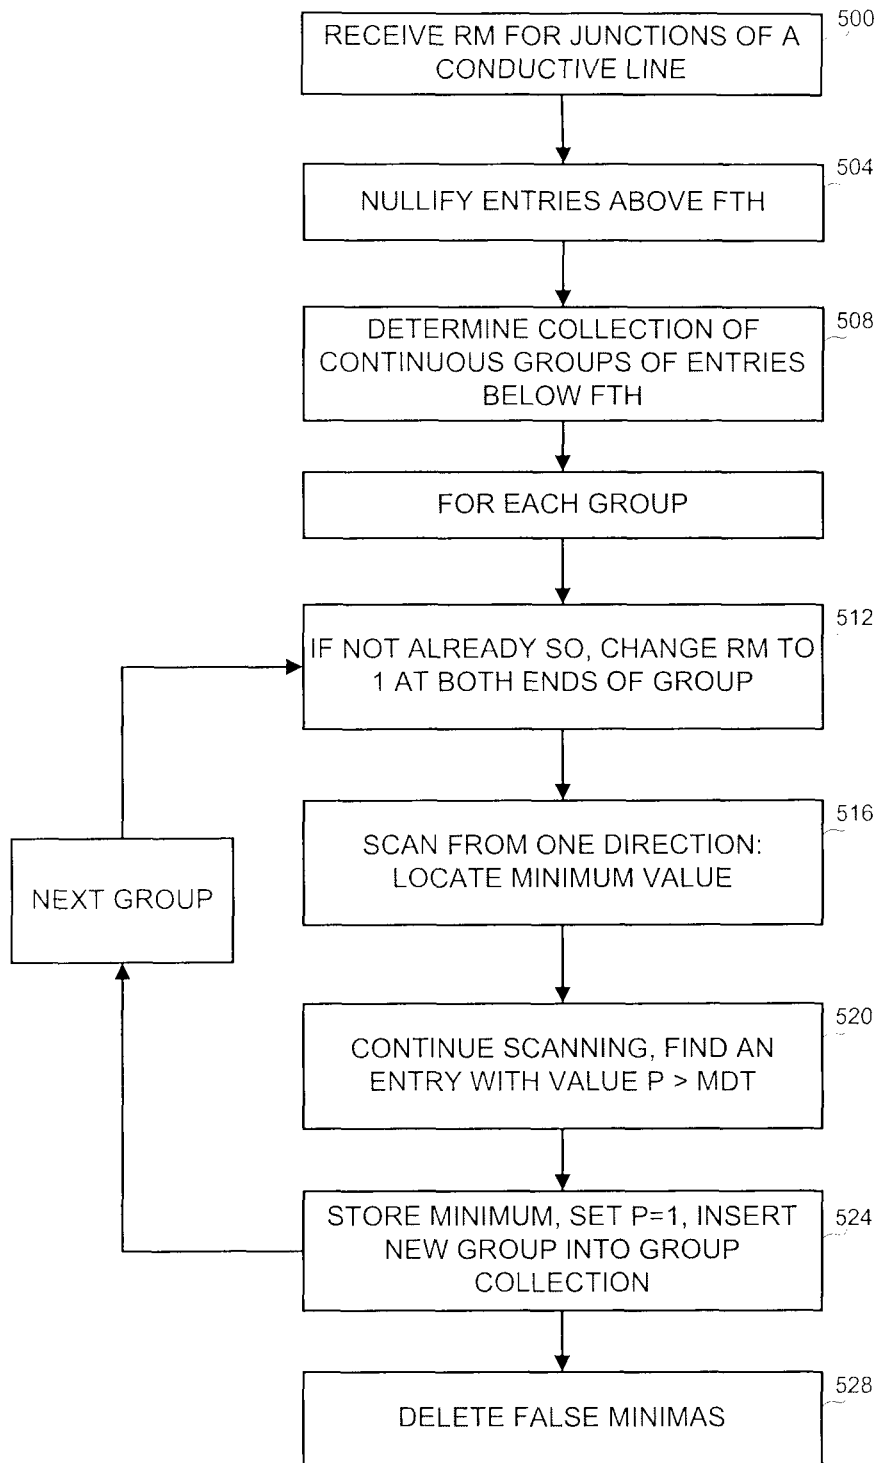 500
RECEIVE RM FOR JUNCTIONS OF A
CONDUCTIVE LINE
504
NULLIFY ENTRIES ABOVE FTH
508
DETERMINE COLLECTION OF
CONTINUOUS GROUPS OF ENTRIES
BELOW FTH
FOR EACH GROUP
512
IF NOT ALREADY SO, CHANGE RM TO
1 AT BOTH ENDS OF GROUP
516
SCAN FROM ONE DIRECTION:
LOCATE MINIMUM VALUE
NEXT GROUP
520
CONTINUE SCANNING, FIND AN
ENTRY WITH VALUE P > MDT
524
STORE MINIMUM, SET P=1, INSERT
NEW GROUP INTO GROUP
COLLECTION
528
DELETE FALSE MINIMAS